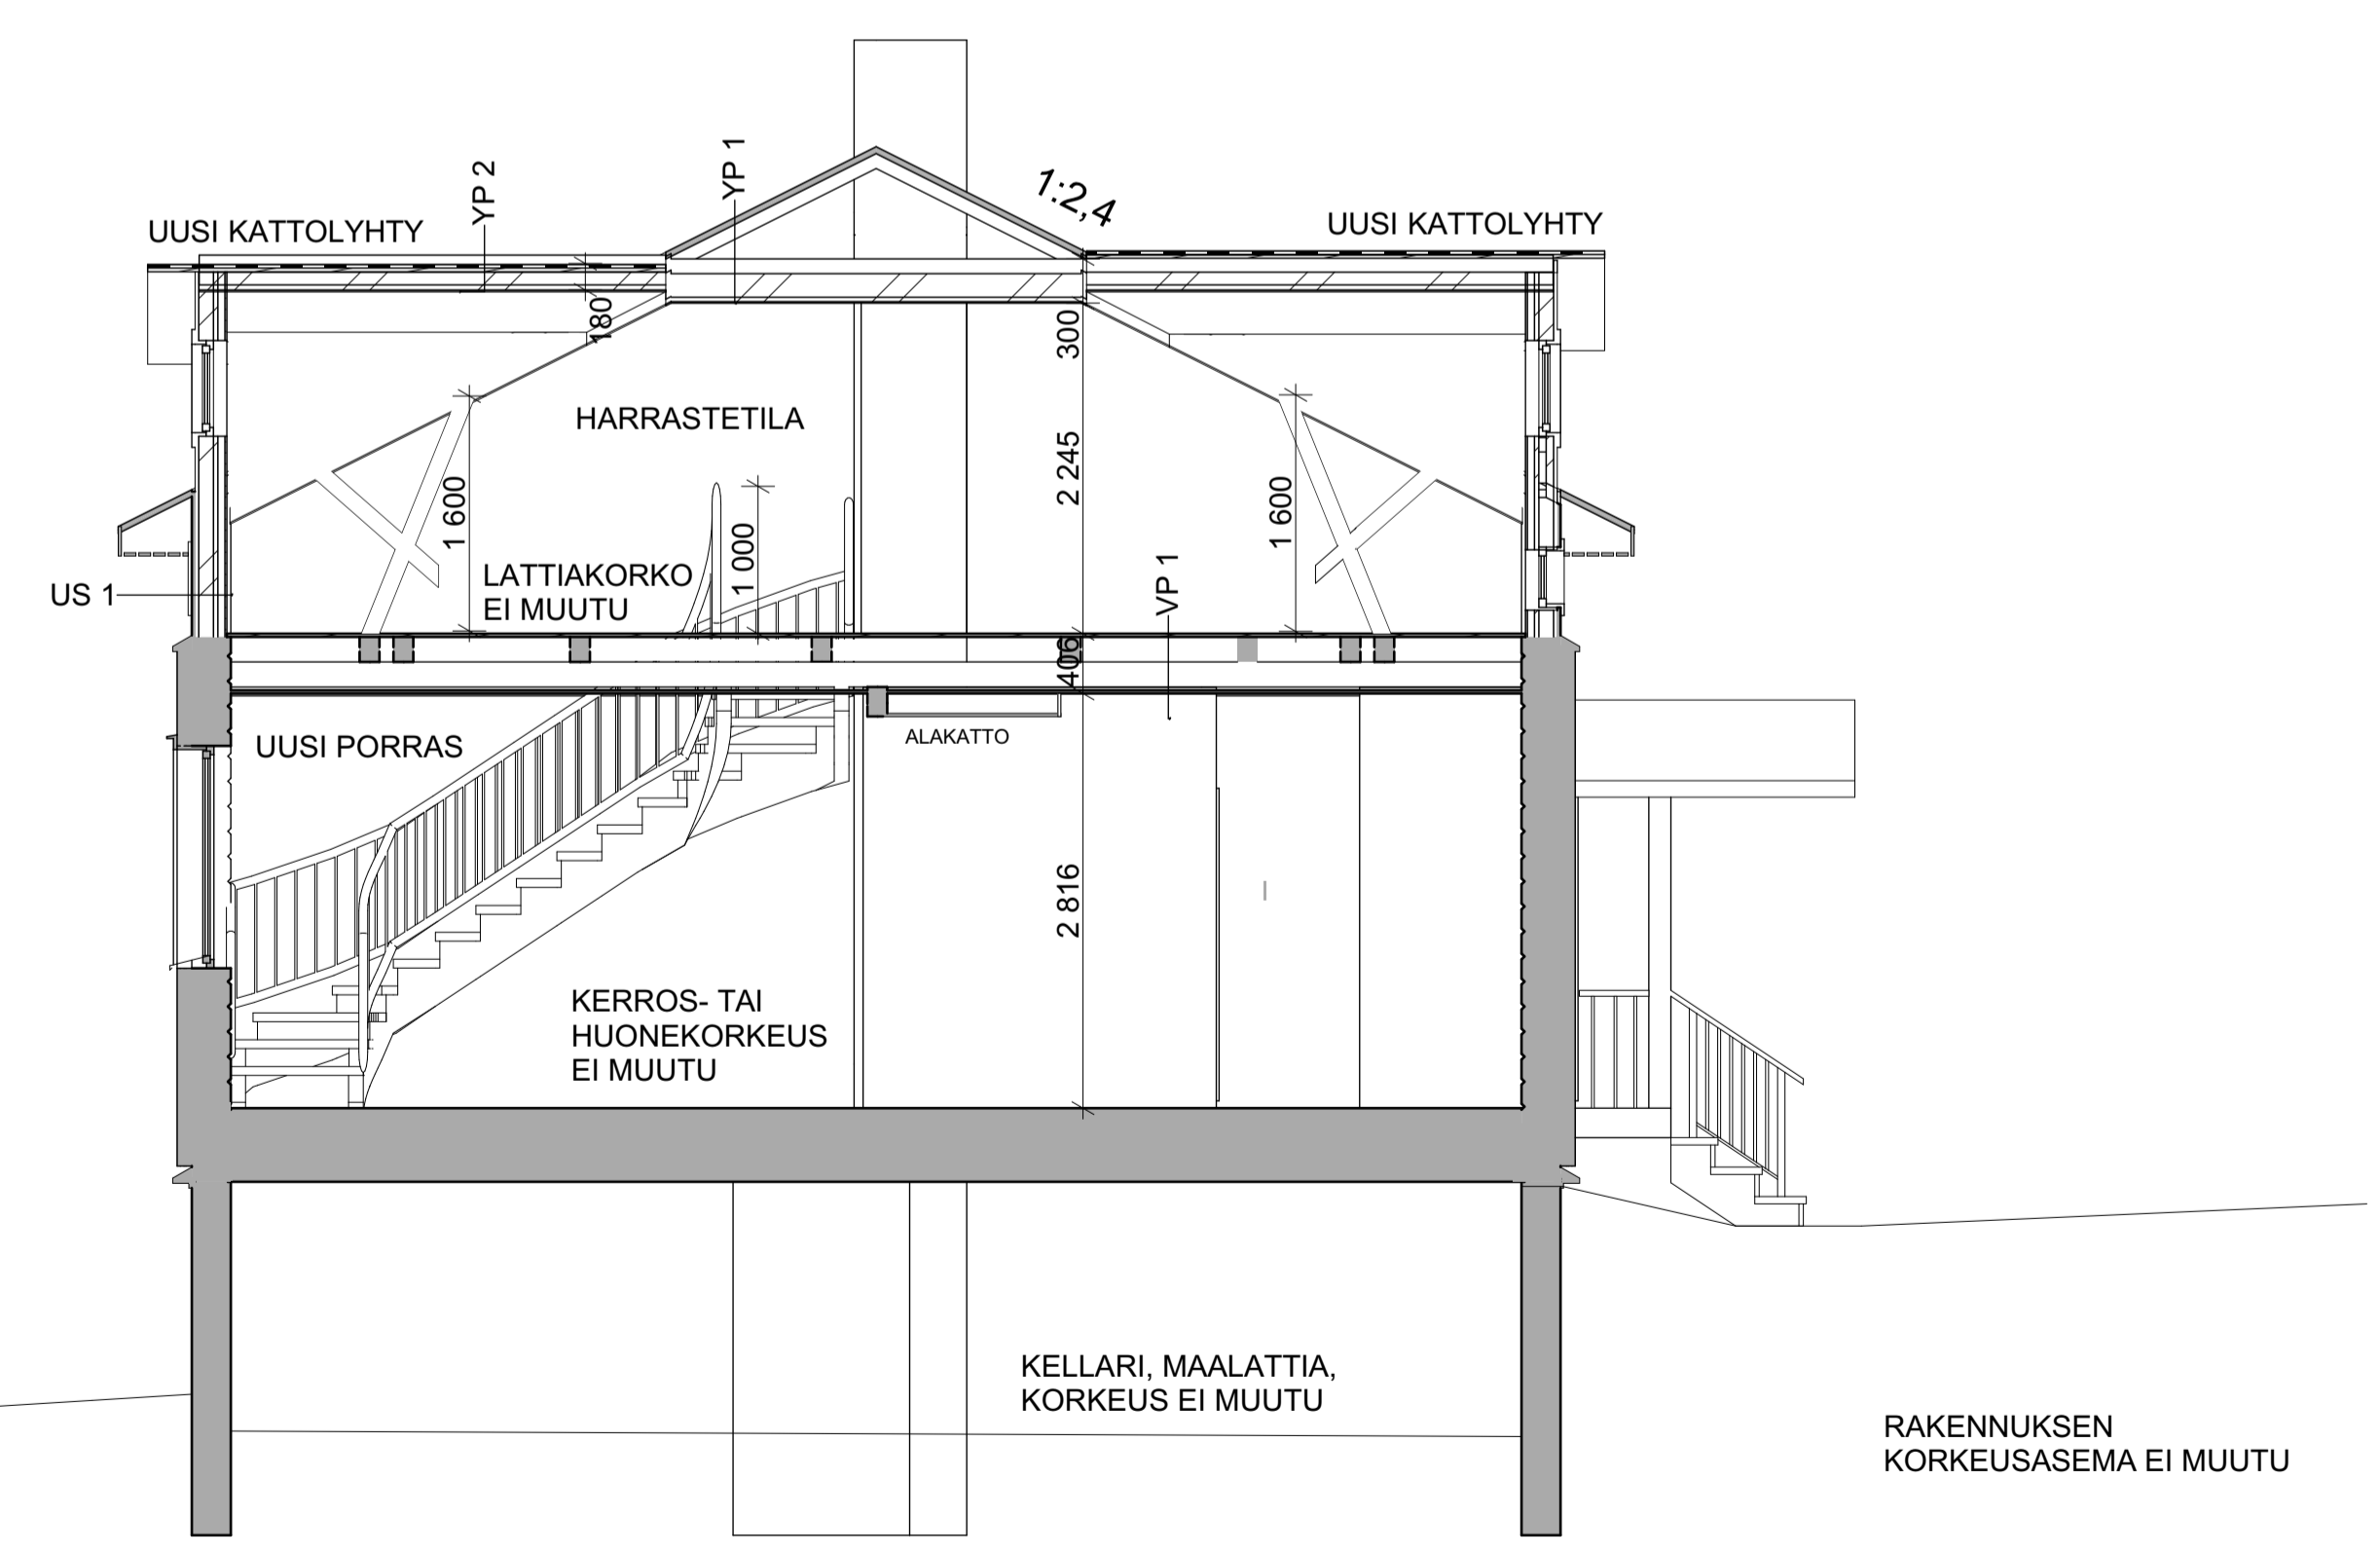 YP 2
YP 1
1:2,4
UUSI KATTOLYHTY
UUSI KATTOLYHTY
180
300
HARRASTETILA
2 245
1 600
1 600
1 000
LATTIAKORKO
EI MUUTU
US 1
VP 1
406
UUSI PORRAS
ALAKATTO
2 816
KERROS- TAI
HUONEKORKEUS
EI MUUTU
KELLARI, MAALATTIA,
KORKEUS EI MUUTU
RAKENNUKSEN
KORKEUSASEMA EI MUUTU